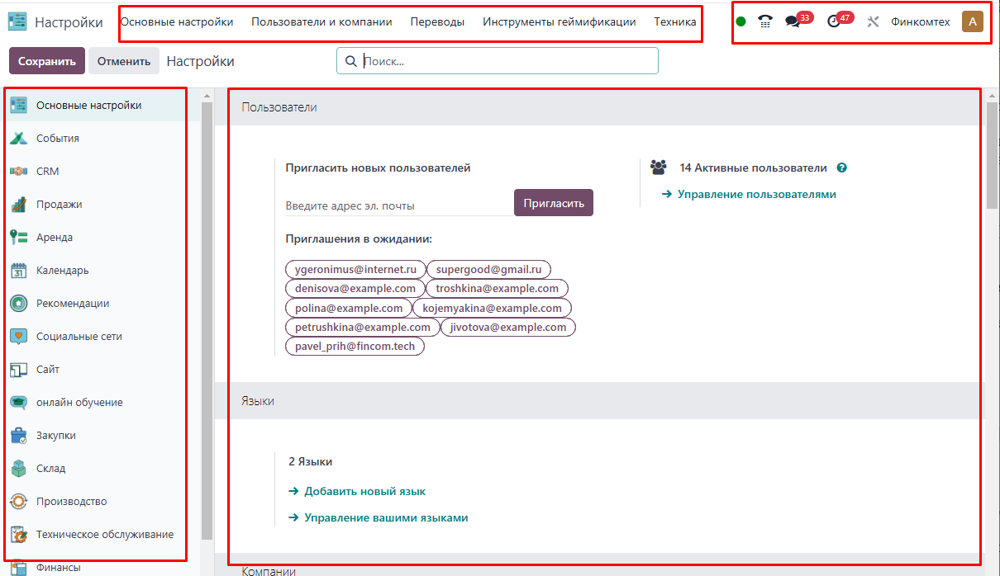 Настройки
Основные настройки Пользователи и компании Переводы Инструменты геймификации Техника
33 47 Финкомтех А
Сохранить Отменить Настройки Поиск...
Основные настройки
События
CRM
Продажи
Аренда
31 Календарь
Рекомендации
Социальные сети
Сайт
онлайн обучение
Закупки
Склад
Производство
Техническое обслуживание
Финансы
Пользователи
Пригласить новых пользователей
Введите адрес эл. почты Пригласить
14 Активные пользователи ?
Управление пользователями
Приглашения в ожидании:
ygeronimus@internet.ru supergood@gmail.ru
denisova@example.com troshkina@example.com
polina@example.com kojemyakina@example.com
petrushkina@example.com jivotova@example.com
pavel_prih@fincom.tech
Языки
2 Языки
Добавить новый язык
Управление вашими языками
Компании